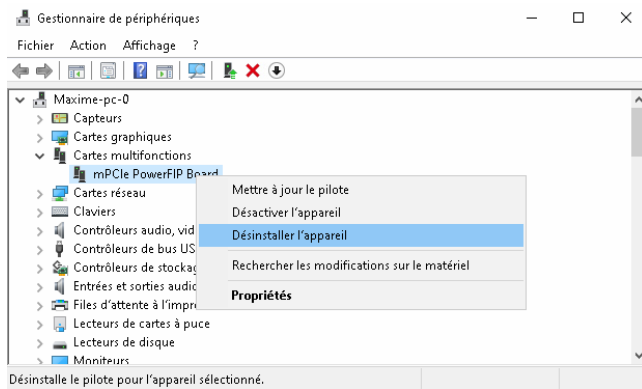 Gestionnaire de périphériques
Fichier Action Affichage ?
Maxime-pc-0
Capteurs
Cartes graphiques
Cartes multifonctions
mPCIe PowerFIP Board
Cartes réseau
Claviers
Contrôleurs audio, vid
Contrôleurs de bus US
Contrôleurs de stockag
Entrées et sorties audio
Files d'attente à l'impre
Lecteurs de cartes à puce
Lecteurs de disque
Moniteurs
Mettre à jour le pilote
Désactiver l'appareil
Désinstaller l'appareil
Rechercher les modifications sur le matériel
Propriétés
Désinstalle le pilote pour l'appareil sélectionné.